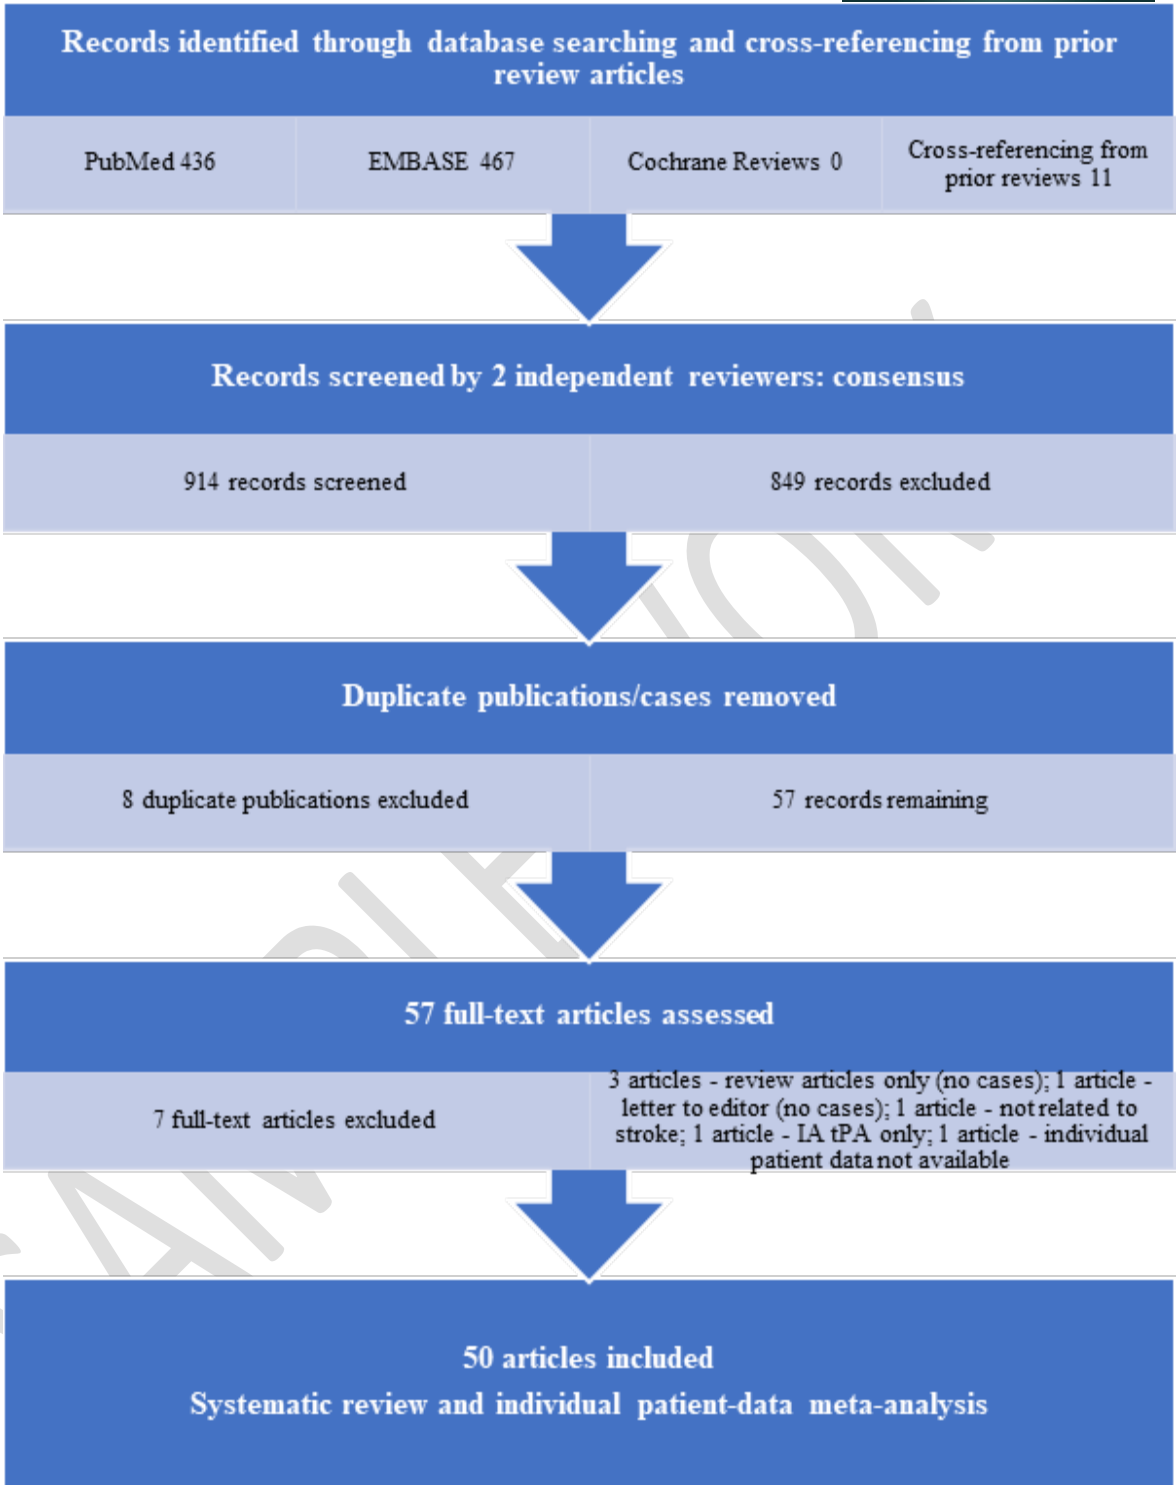 Records identified through database searching and cross-referencing from prior
review articles
PubMed 436
EMBASE 467
Cochrane Reviews 0
Cross-referencing from
prior reviews 11
Records screened by 2 independent reviewers: consensus
914 records screened
849 records excluded
Duplicate publications/cases removed
8 duplicate publications excluded
57 records remaining
57 full-text articles assessed
7 full-text articles excluded
3 articles - review articles only (no cases); 1 article -
letter to editor (no cases); 1 article - not related to
stroke; 1 article - IA tPA only; 1 article - individual
patient data not available
50 articles included
Systematic review and individual patient-data meta-analysis